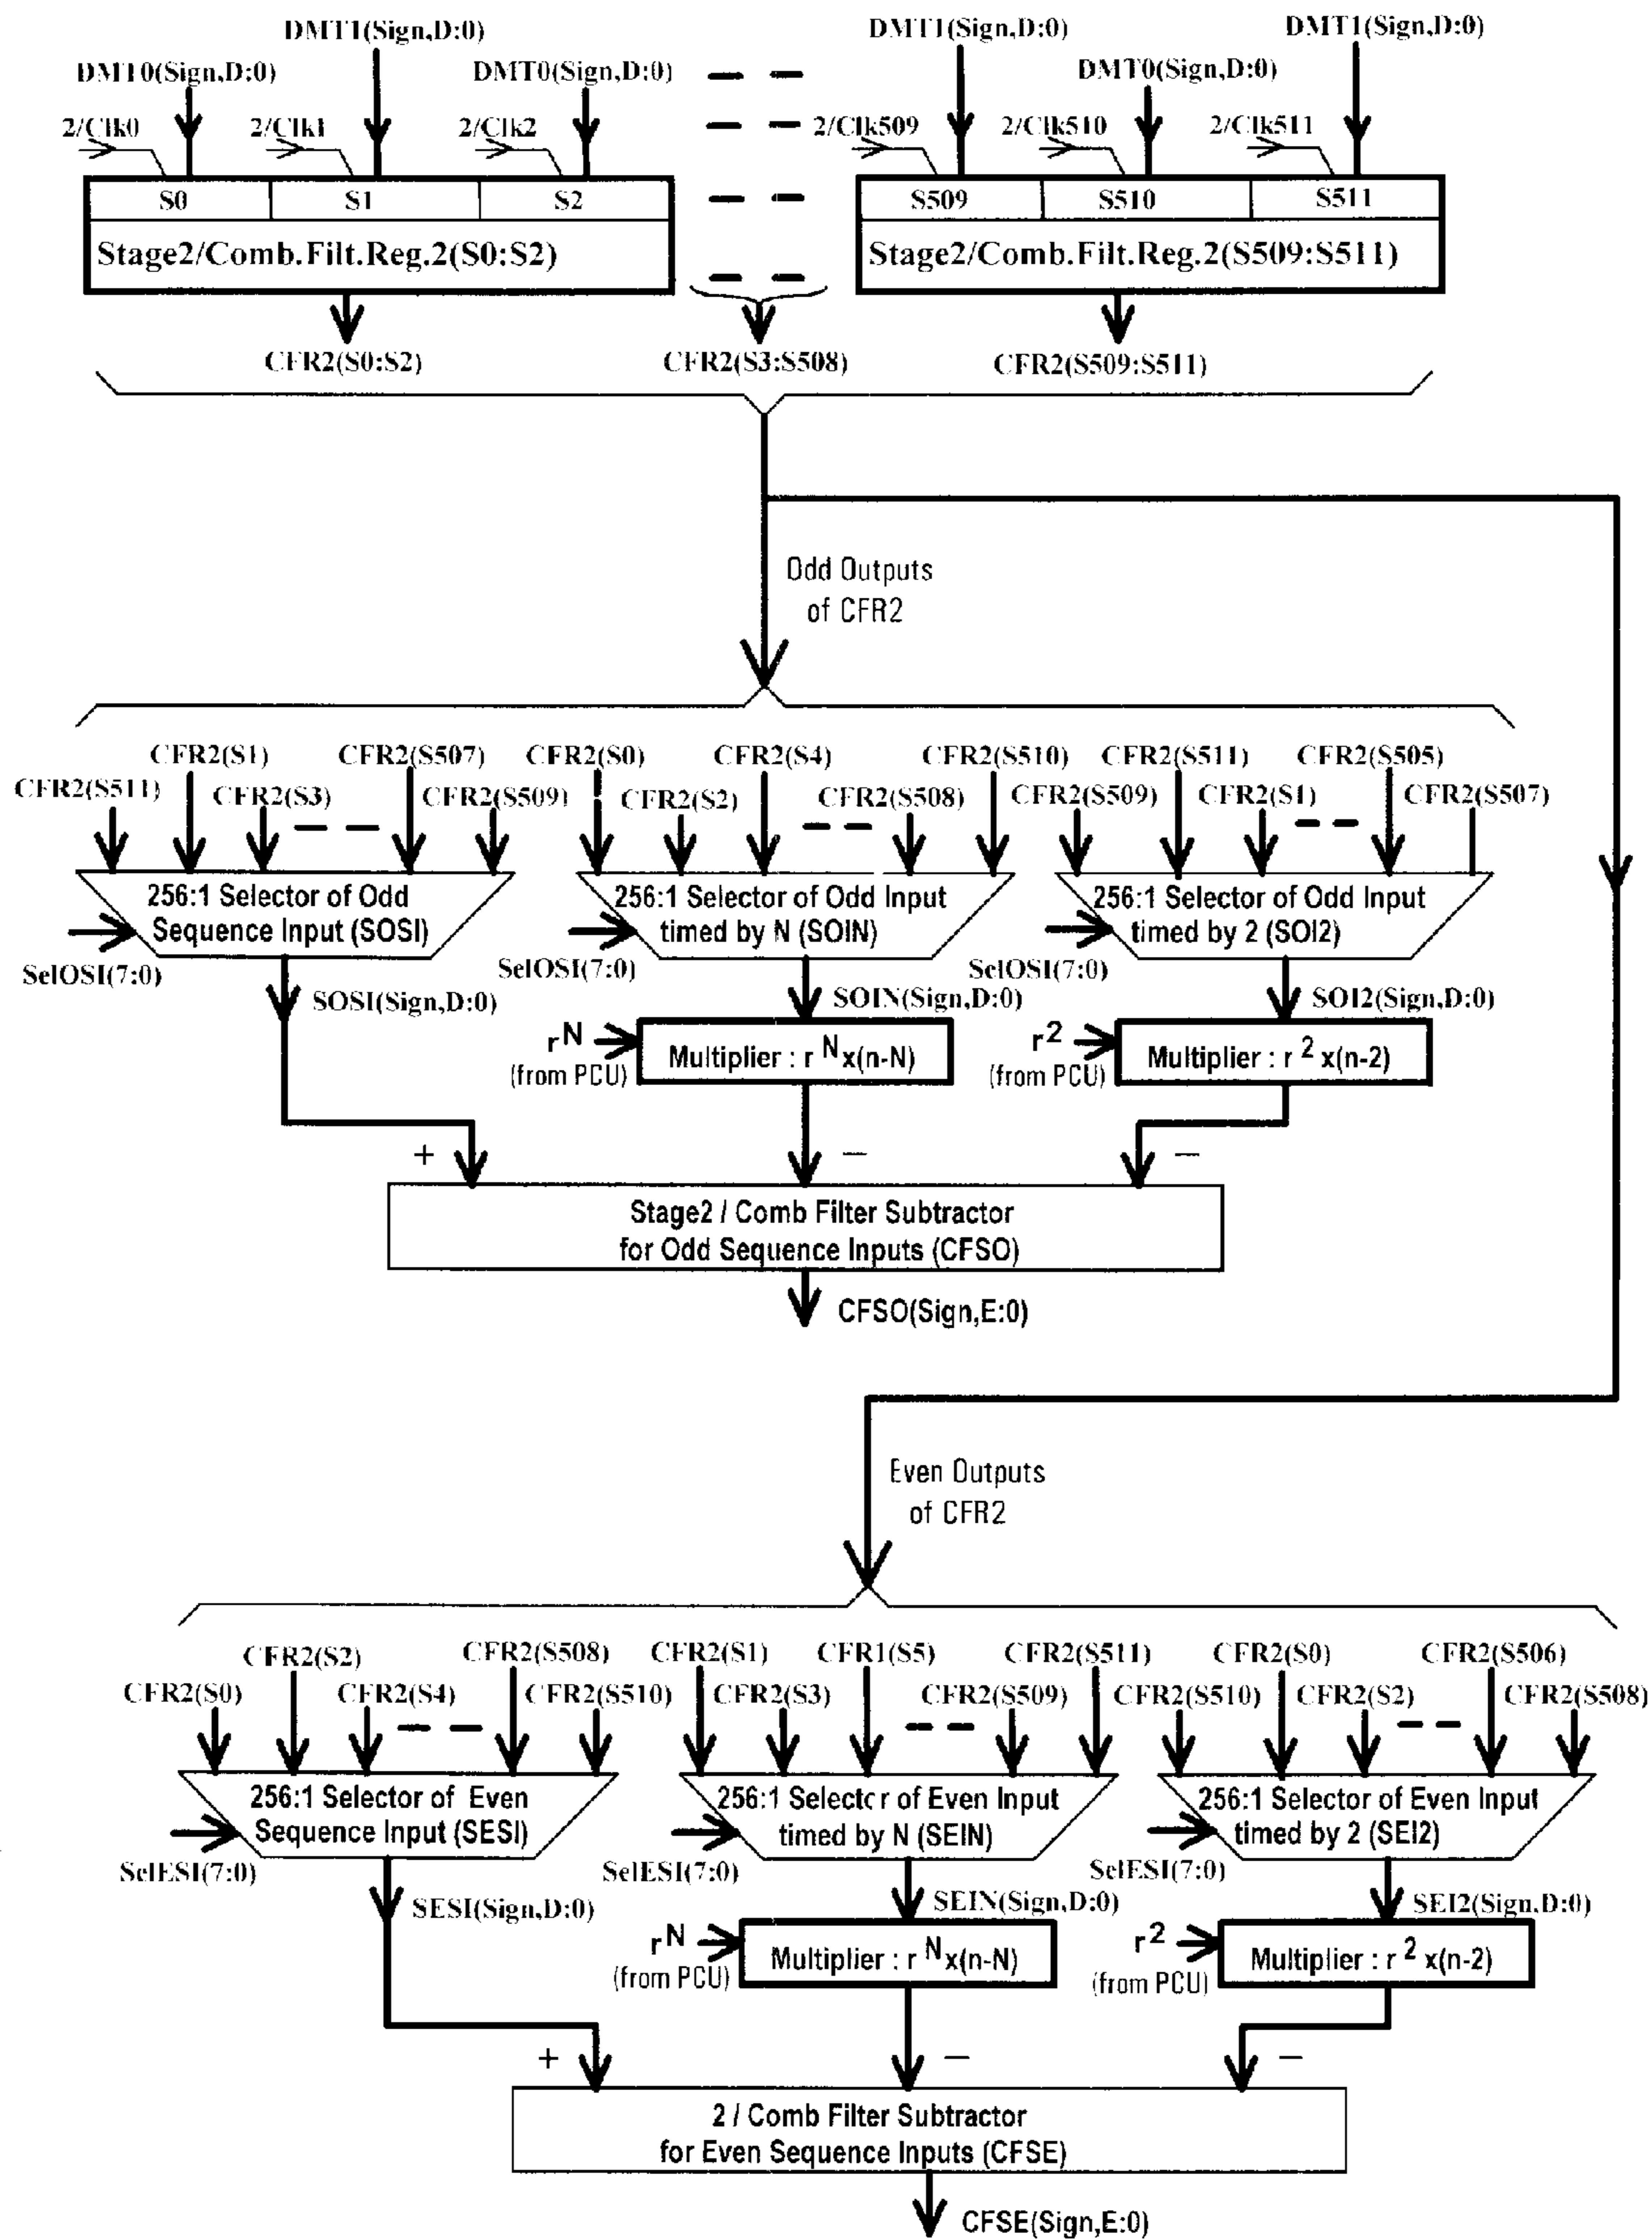 DMT1(Sign,D:0)
DMT1(Sign,D:0)
DMT1(Sign,D:0)
DMT0(Sign,D:0)
DMT0(Sign,D:0)
DMT0(Sign,D:0)
2/Clk0
2/Clk1
2/Clk2
2/Clk509
2/Clk510
2/Clk511
S0
S1
S2
S509
S510
S511
Stage2/Comb.Filt.Reg.2(S0:S2)
Stage2/Comb.Filt.Reg.2(S509:S511)
CFR2(S0:S2)
CFR2(S3:S508)
CFR2(S509:S511)
Odd Outputs
of CFR2
CFR2(S1)
CFR2(S507)
CFR2(S0)
CFR2(S4)
CFR2(S510)
CFR2(S511)
CFR2(S505)
CFR2(S511)
CFR2(S3)
CFR2(S509)
CFR2(S2)
CFR2(S508)
CFR2(S509)
CFR2(S1)
CFR2(S507)
256:1 Selector of Odd
Sequence Input (SOSI)
256:1 Selector of Odd Input
timed by N (SOIN)
256:1 Selector of Odd Input
timed by 2 (SOI2)
SelOSI(7:0)
SelOSI(7:0)
SelOSI(7:0)
SOSI(Sign,D:0)
SOIN(Sign,D:0)
SOI2(Sign,D:0)
r^N
(from PCU)
Multiplier : r^N x(n-N)
r^2
(from PCU)
Multiplier : r^2 x(n-2)
+
−
−
Stage2 / Comb Filter Subtractor
for Odd Sequence Inputs (CFSO)
CFSO(Sign,E:0)
Even Outputs
of CFR2
CFR2(S2)
CFR2(S508)
CFR2(S1)
CFR1(S5)
CFR2(S511)
CFR2(S0)
CFR2(S506)
CFR2(S0)
CFR2(S4)
CFR2(S510)
CFR2(S3)
CFR2(S509)
CFR2(S510)
CFR2(S2)
CFR2(S508)
256:1 Selector of Even
Sequence Input (SESI)
256:1 Selector of Even Input
timed by N (SEIN)
256:1 Selector of Even Input
timed by 2 (SEI2)
SelESI(7:0)
SelESI(7:0)
SelESI(7:0)
SESI(Sign,D:0)
SEIN(Sign,D:0)
SEI2(Sign,D:0)
r^N
(from PCU)
Multiplier : r^N x(n-N)
r^2
(from PCU)
Multiplier : r^2 x(n-2)
+
−
−
2 / Comb Filter Subtractor
for Even Sequence Inputs (CFSE)
CFSE(Sign,E:0)